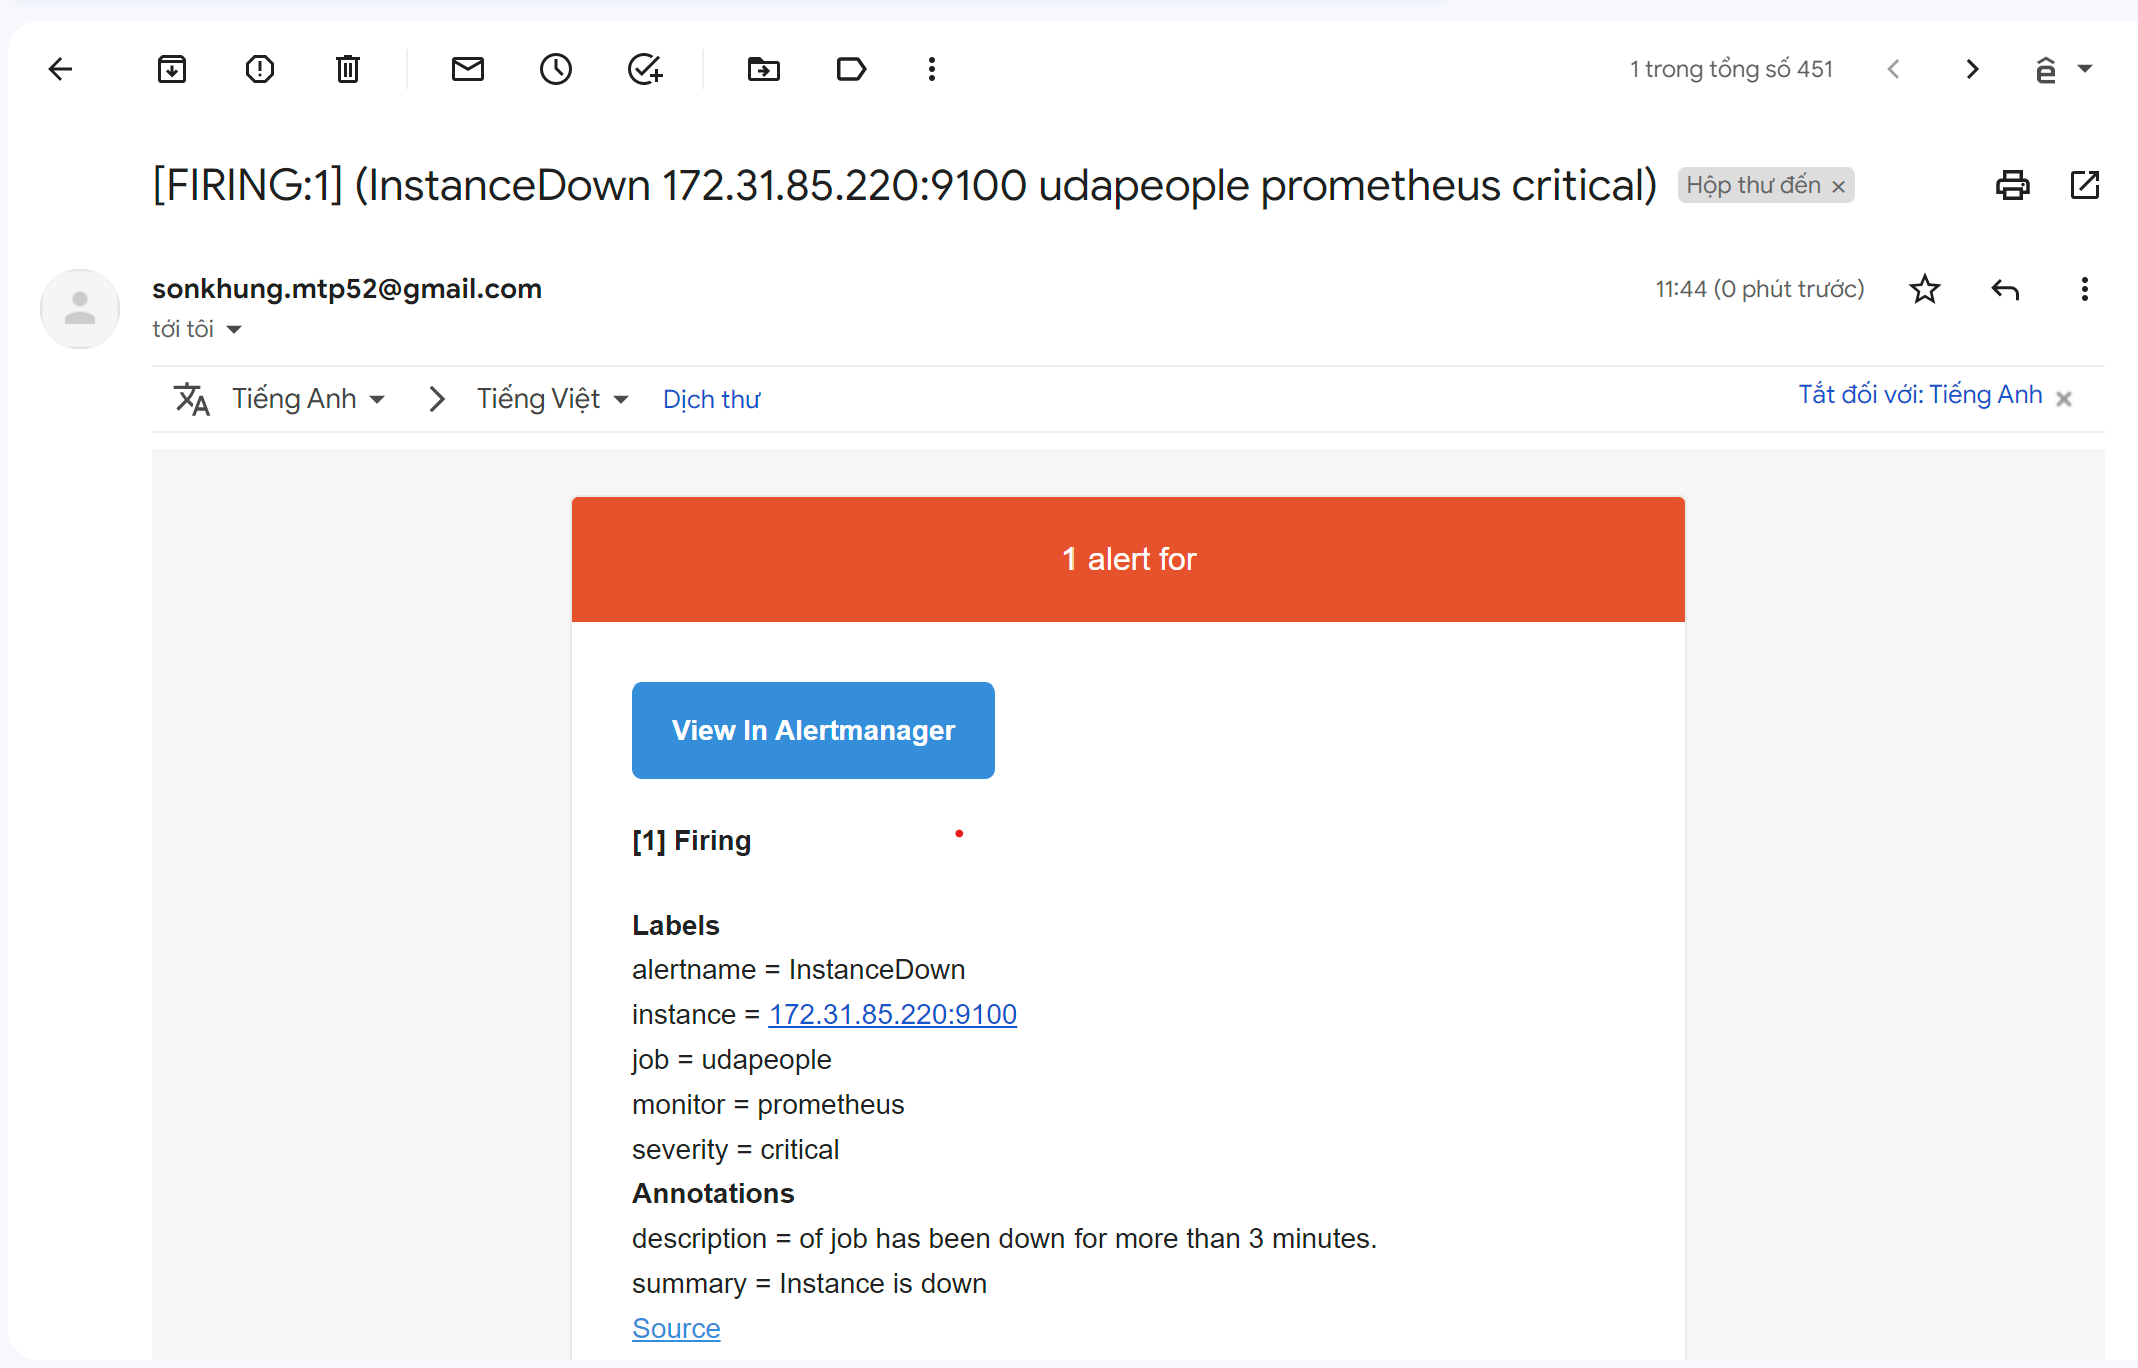 1 trong tổng số 451
[FIRING:1] (InstanceDown 172.31.85.220:9100 udapeople prometheus critical) Hộp thư đến ×
sonkhung.mtp52@gmail.com 11:44 (0 phút trước)
tới tôi
Tiếng Anh > Tiếng Việt Dịch thư Tắt đối với: Tiếng Anh ×
1 alert for
View In Alertmanager
[1] Firing
Labels
alertname = InstanceDown
instance = 172.31.85.220:9100
job = udapeople
monitor = prometheus
severity = critical
Annotations
description = of job has been down for more than 3 minutes.
summary = Instance is down
Source